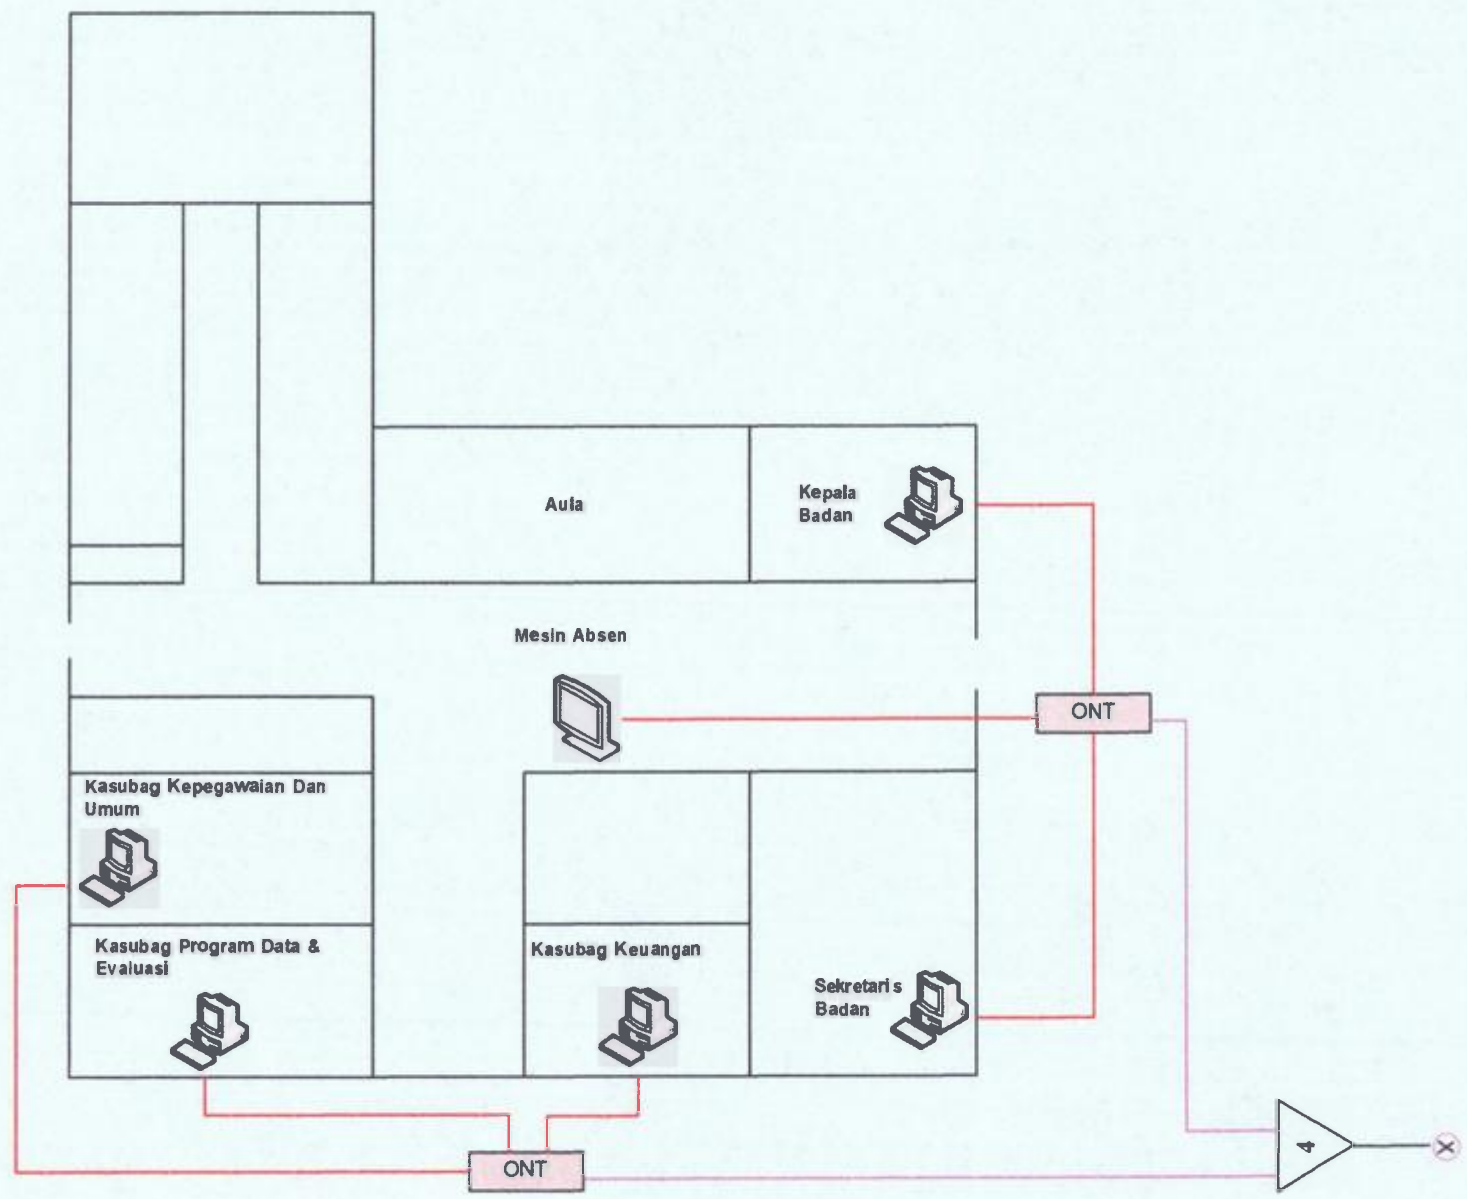 Aula
Kepala
Badan
Mesin Absen
ONT
Kasubag Kepegawaian Dan
Umum
Kasubag Program Data &
Evaluasi
Kasubag Keuangan
Sekretaris
Badan
4
ONT